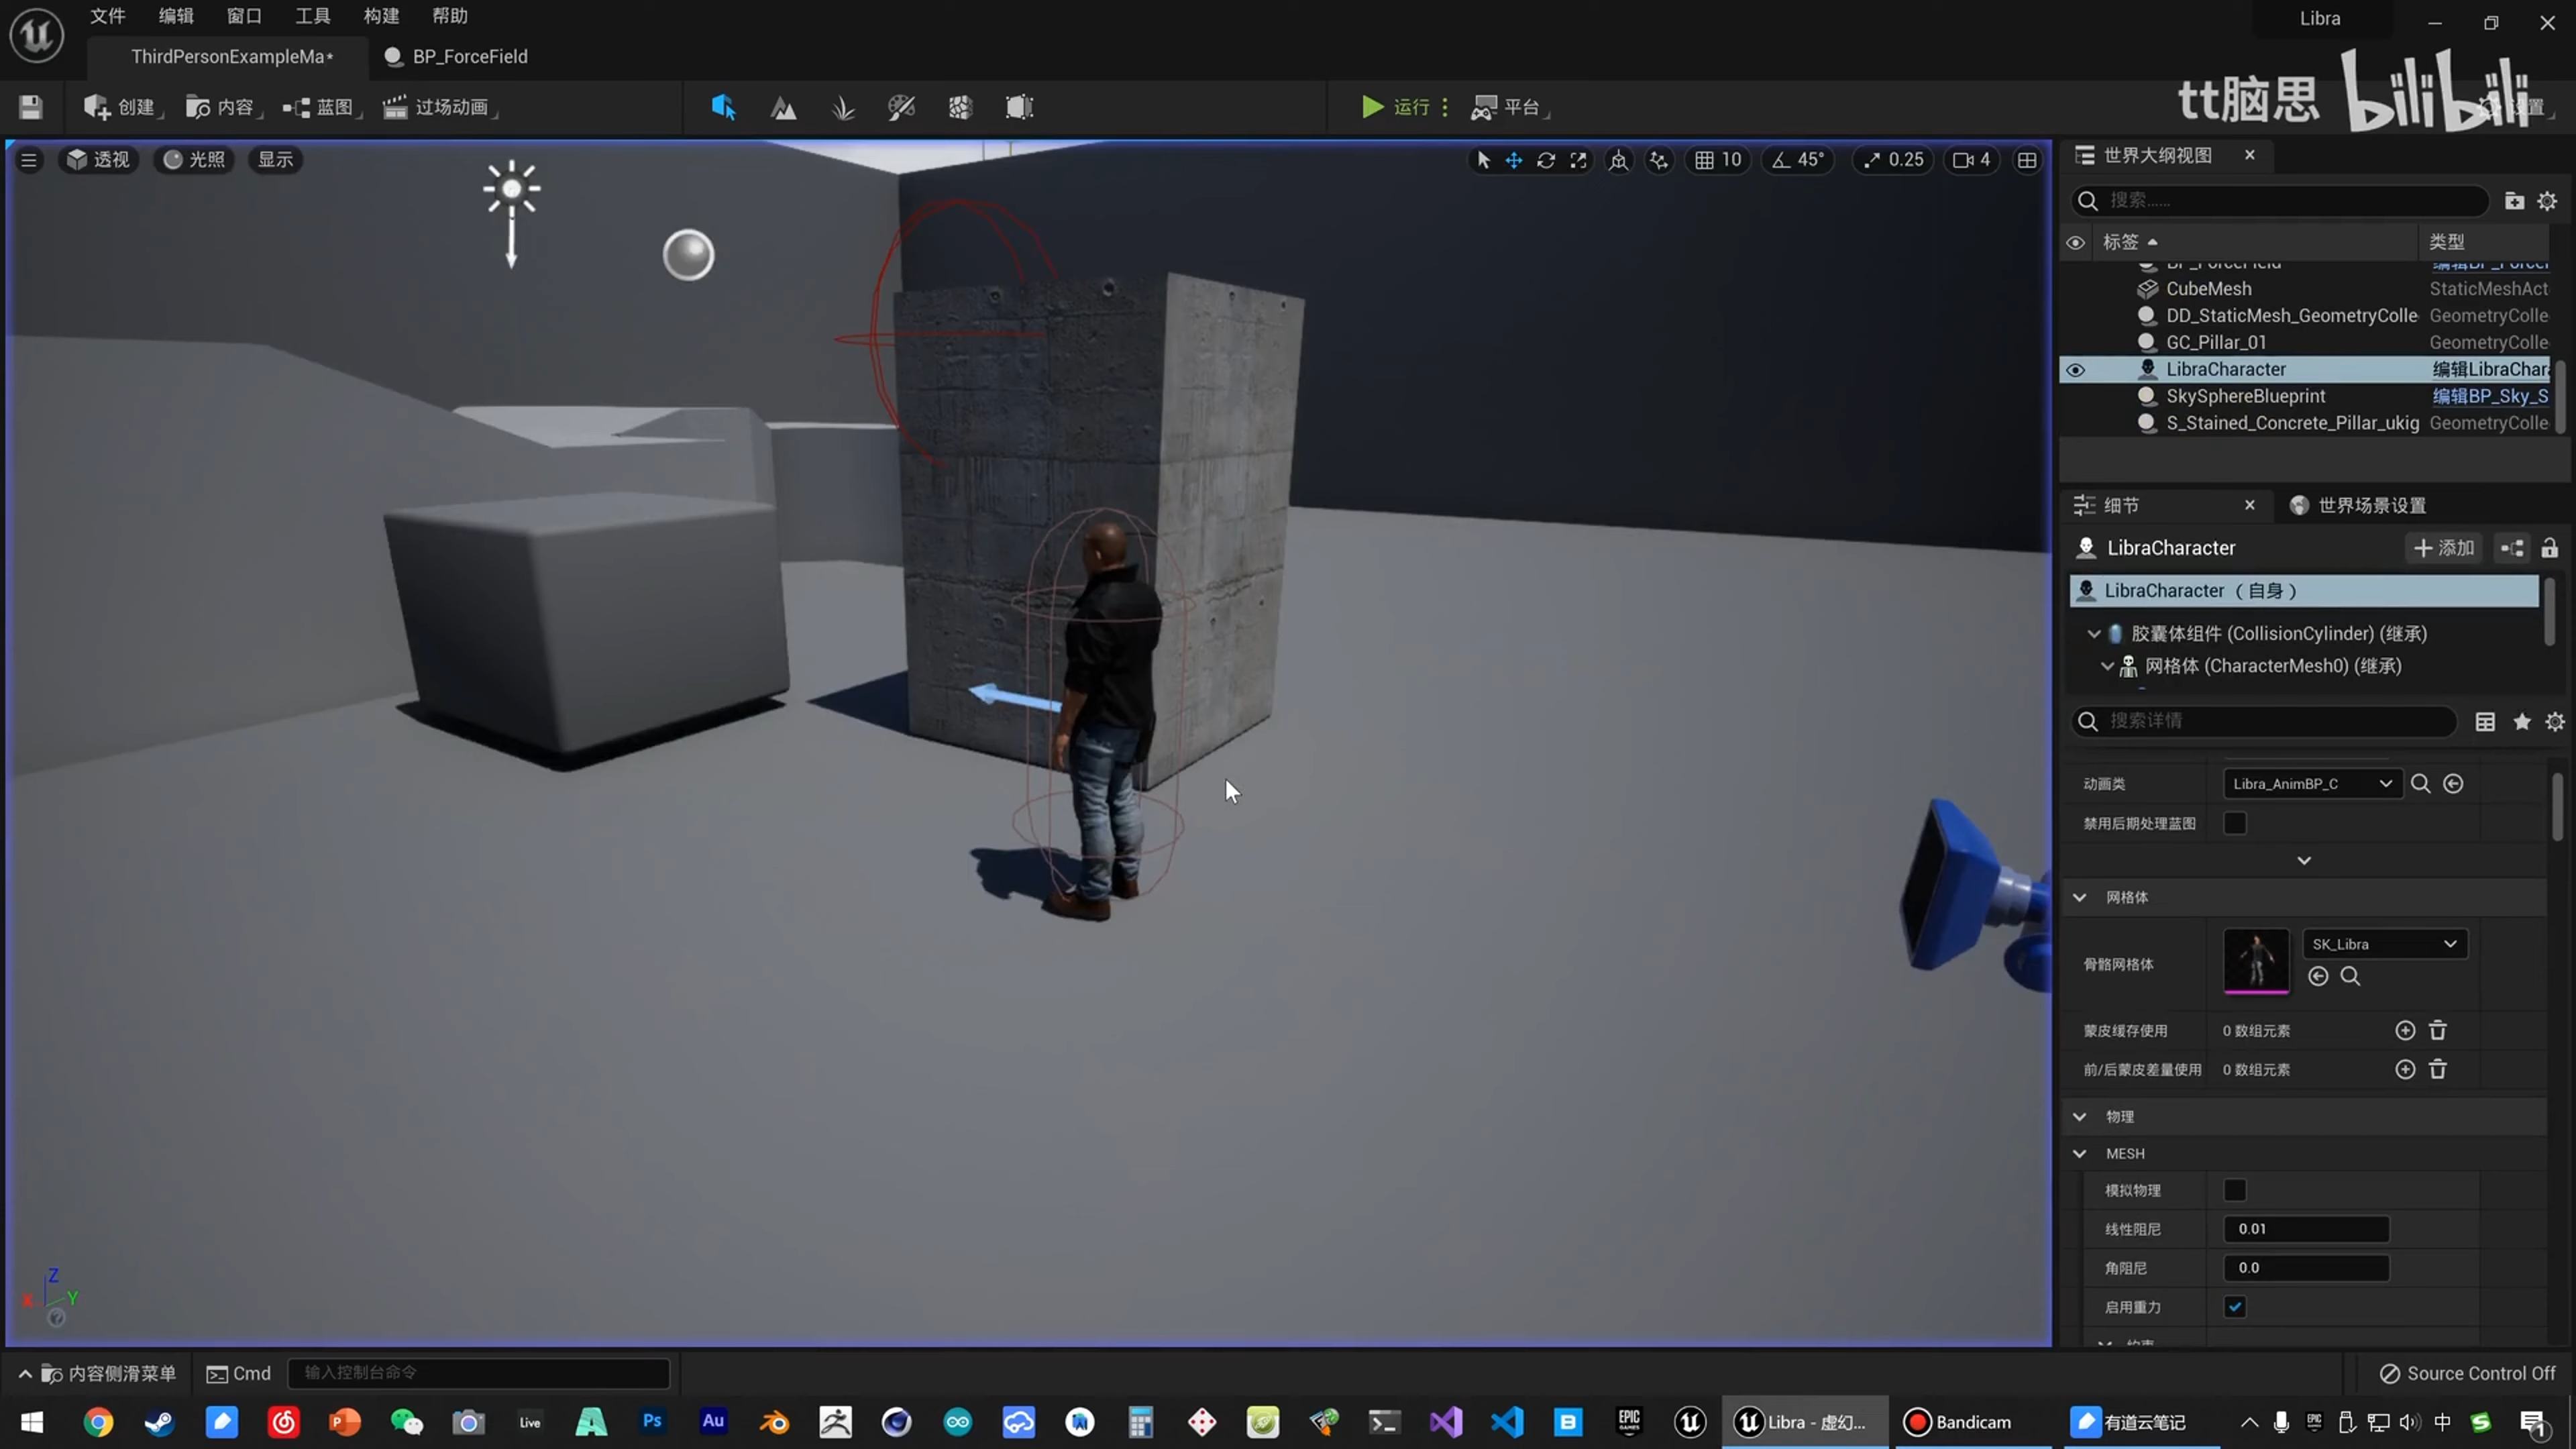 文件 编辑 窗口 工具 构建 帮助
Libra
ThirdPersonExampleMa*
BP_ForceField
创建 内容 蓝图 过场动画
运行
平台
tt脑思 bilibili
透视 光照 显示
10 45° 0.25 4
世界大纲视图
搜索……
标签 类型
BP_ForceField
CubeMesh StaticMeshAct
DD_StaticMesh_GeometryColle GeometryColle
GC_Pillar_01 GeometryColle
LibraCharacter 编辑LibraChar
SkySphereBlueprint 编辑BP_Sky_S
S_Stained_Concrete_Pillar_ukig GeometryColle
细节
世界场景设置
LibraCharacter
添加
LibraCharacter（自身）
胶囊体组件 (CollisionCylinder) (继承)
网格体 (CharacterMesh0) (继承)
搜索详情
动画类 Libra_AnimBP_C
禁用后期处理蓝图
网格体
骨骼网格体 SK_Libra
蒙皮缓存使用 0 数组元素
前/后蒙皮差量使用 0 数组元素
物理
MESH
模拟物理
线性阻尼 0.01
角阻尼 0.0
启用重力
Z
X Y
内容侧滑菜单 Cmd 输入控制台命令
Source Control Off
Live Ps Au EPIC GAMES Libra - 虚幻... Bandicam 有道云笔记 中